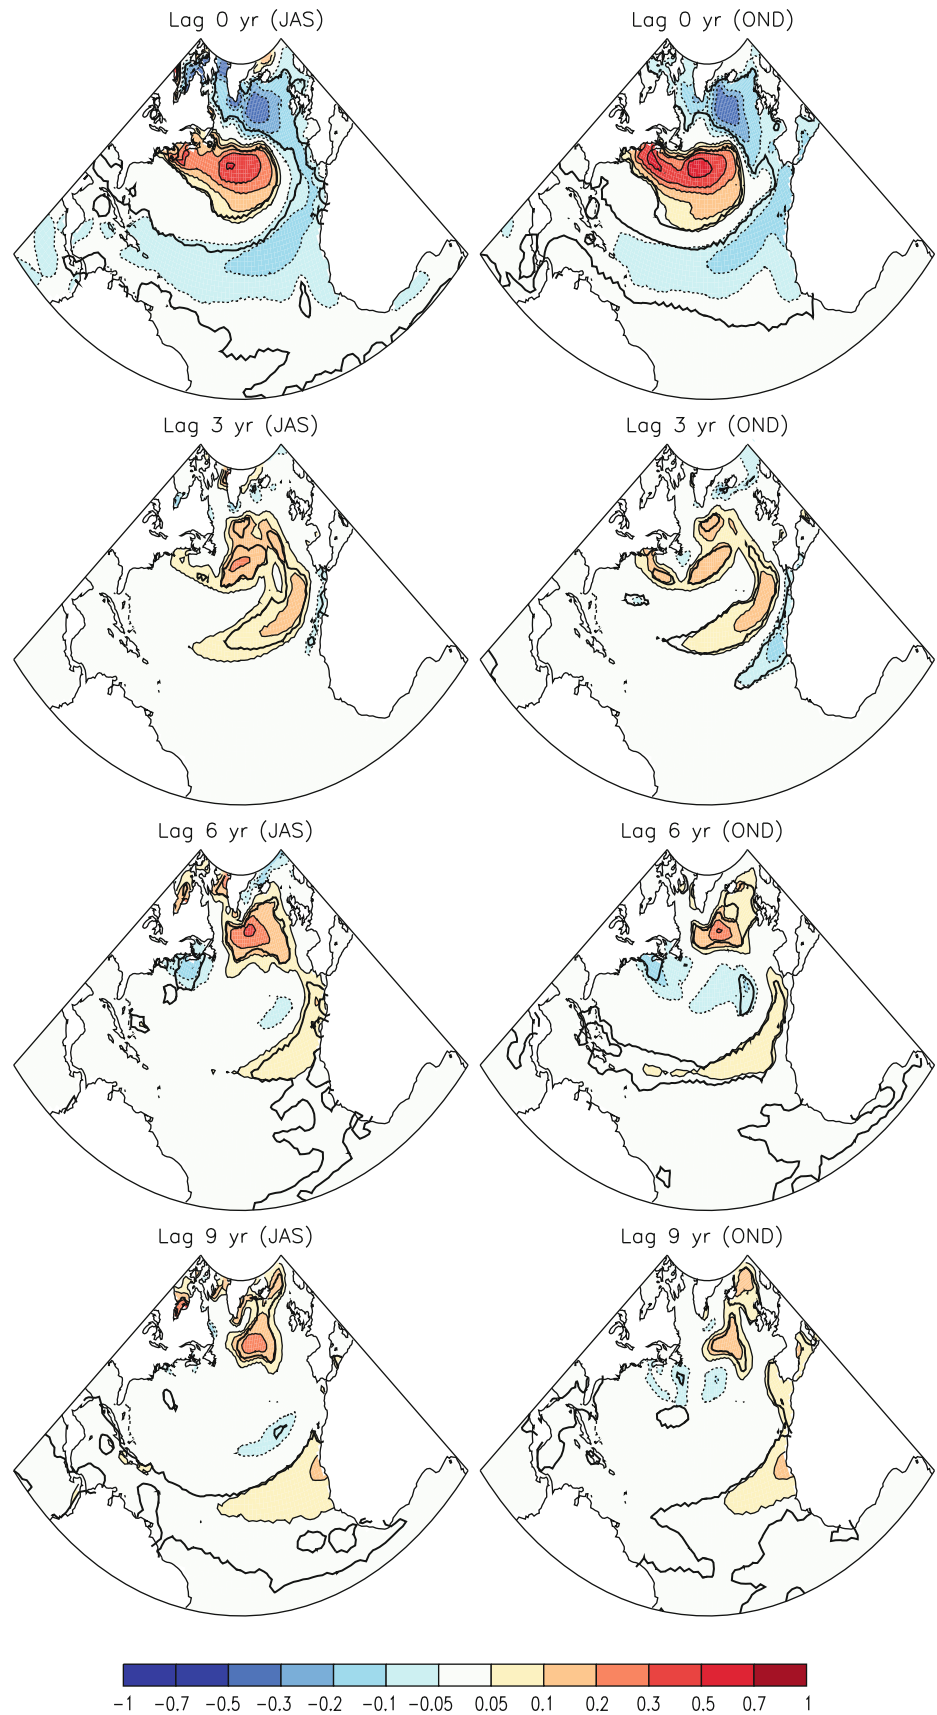 Lag 0 yr (JAS) Lag 0 yr (OND)
Lag 3 yr (JAS) Lag 3 yr (OND)
Lag 6 yr (JAS) Lag 6 yr (OND)
Lag 9 yr (JAS) Lag 9 yr (OND)
-1 -0.7 -0.5 -0.3 -0.2 -0.1 -0.05 0.05 0.1 0.2 0.3 0.5 0.7 1